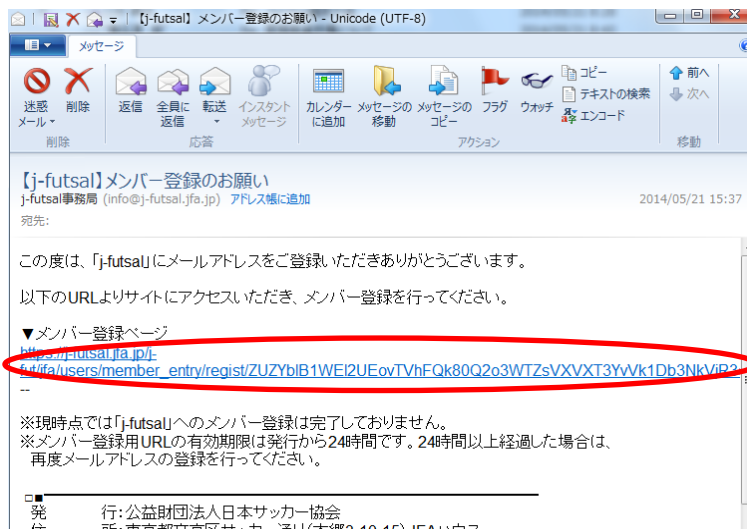 【j-futsal】メンバー登録のお願い - Unicode (UTF-8)
メッセージ
迷惑メール
削除
返信
全員に返信
転送
インスタントメッセージ
カレンダーに追加
メッセージの移動
メッセージのコピー
フラグ
ウォッチ
コピー
テキストの検索
エンコード
前へ
次へ
削除
応答
アクション
移動
【j-futsal】メンバー登録のお願い
j-futsal事務局 (info@j-futsal.jfa.jp) アドレス帳に追加
2014/05/21 15:37
宛先:
この度は、「j-futsal」にメールアドレスをご登録いただきありがとうございます。
以下のURLよりサイトにアクセスいただき、メンバー登録を行ってください。
▼メンバー登録ページ
https://j-futsal.jfa.jp/j-
fut/jfa/users/member_entry/regist/
--
※現時点では「j-futsal」へのメンバー登録は完了しておりません。
※メンバー登録用URLの有効期限は発行から24時間です。24時間以上経過した場合は、
再度メールアドレスの登録を行ってください。
□■
発 行:公益財団法人日本サッカー協会